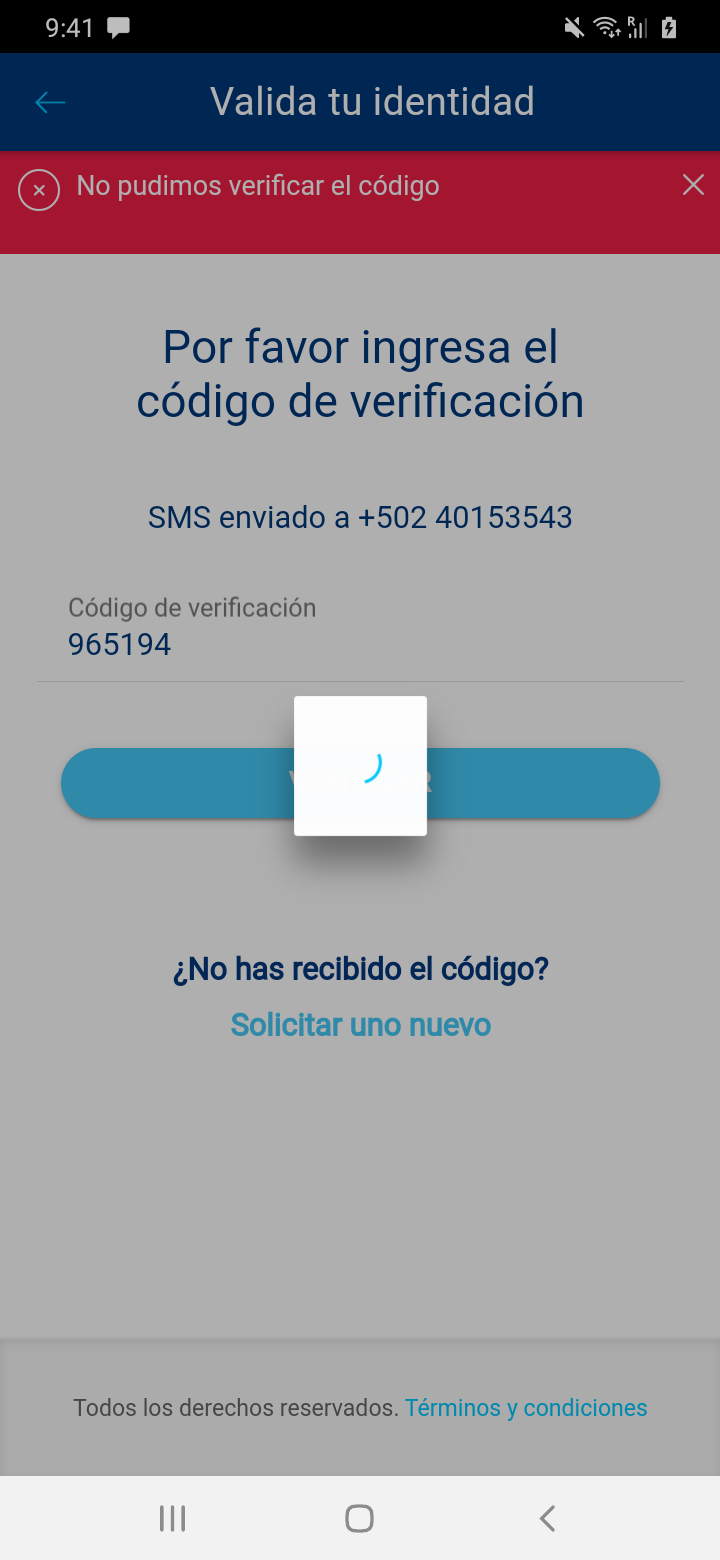 9:41
R
Valida tu identidad
No pudimos verificar el código
Por favor ingresa el
código de verificación
SMS enviado a +502 40153543
Código de verificación
965194
¿No has recibido el código?
Solicitar uno nuevo
Todos los derechos reservados. Términos y condiciones